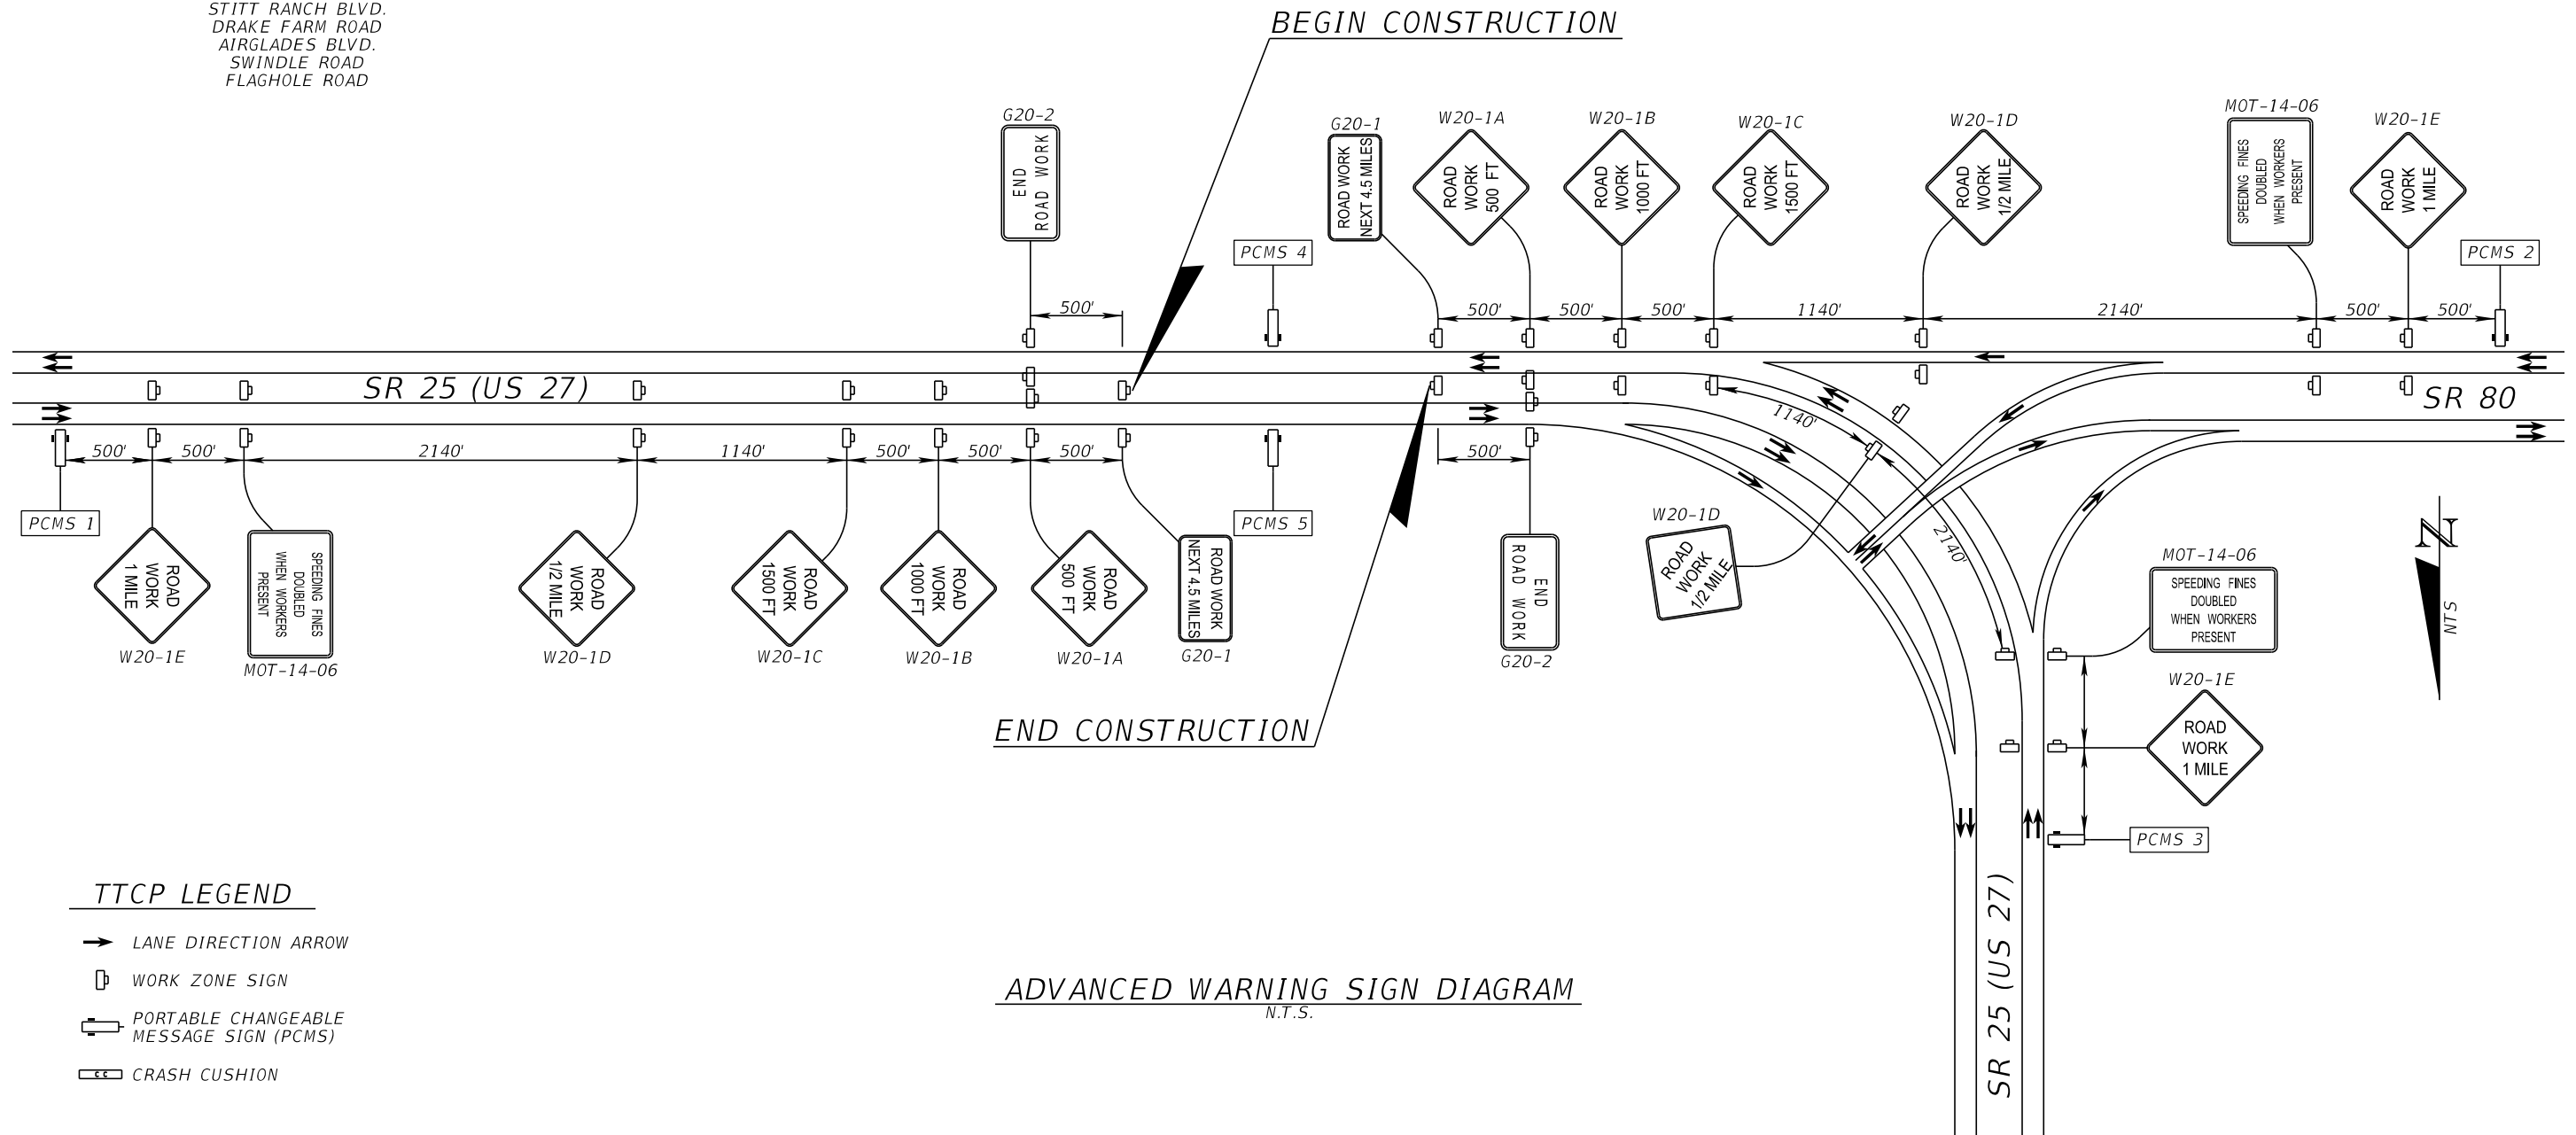 STITT RANCH BLVD.
DRAKE FARM ROAD
AIRGLADES BLVD.
SWINDLE ROAD
FLAGHOLE ROAD
BEGIN CONSTRUCTION
G20-2
END
ROAD WORK
G20-1
ROAD WORK
NEXT 4.5 MILES
W20-1A
ROAD
WORK
500 FT
W20-1B
ROAD
WORK
1000 FT
W20-1C
ROAD
WORK
1500 FT
W20-1D
ROAD
WORK
1/2 MILE
MOT-14-06
SPEEDING FINES
DOUBLED
WHEN WORKERS
PRESENT
W20-1E
ROAD
WORK
1 MILE
PCMS 4
PCMS 2
500'
500'
500'
500'
1140'
2140'
500'
500'
SR 25 (US 27)
SR 80
1140'
2140'
500'
500'
2140'
1140'
500'
500'
500'
500'
PCMS 1
PCMS 5
ROAD
WORK
1 MILE
W20-1E
SPEEDING FINES
DOUBLED
WHEN WORKERS
PRESENT
MOT-14-06
ROAD
WORK
1/2 MILE
W20-1D
ROAD
WORK
1500 FT
W20-1C
ROAD
WORK
1000 FT
W20-1B
ROAD
WORK
500 FT
W20-1A
ROAD WORK
NEXT 4.5 MILES
G20-1
END
ROAD WORK
G20-2
W20-1D
ROAD
WORK
1/2 MILE
MOT-14-06
SPEEDING FINES
DOUBLED
WHEN WORKERS
PRESENT
W20-1E
ROAD
WORK
1 MILE
PCMS 3
N
NTS
END CONSTRUCTION
SR 25 (US 27)
TTCP LEGEND
LANE DIRECTION ARROW
WORK ZONE SIGN
PORTABLE CHANGEABLE
MESSAGE SIGN (PCMS)
CC CRASH CUSHION
ADVANCED WARNING SIGN DIAGRAM
N.T.S.